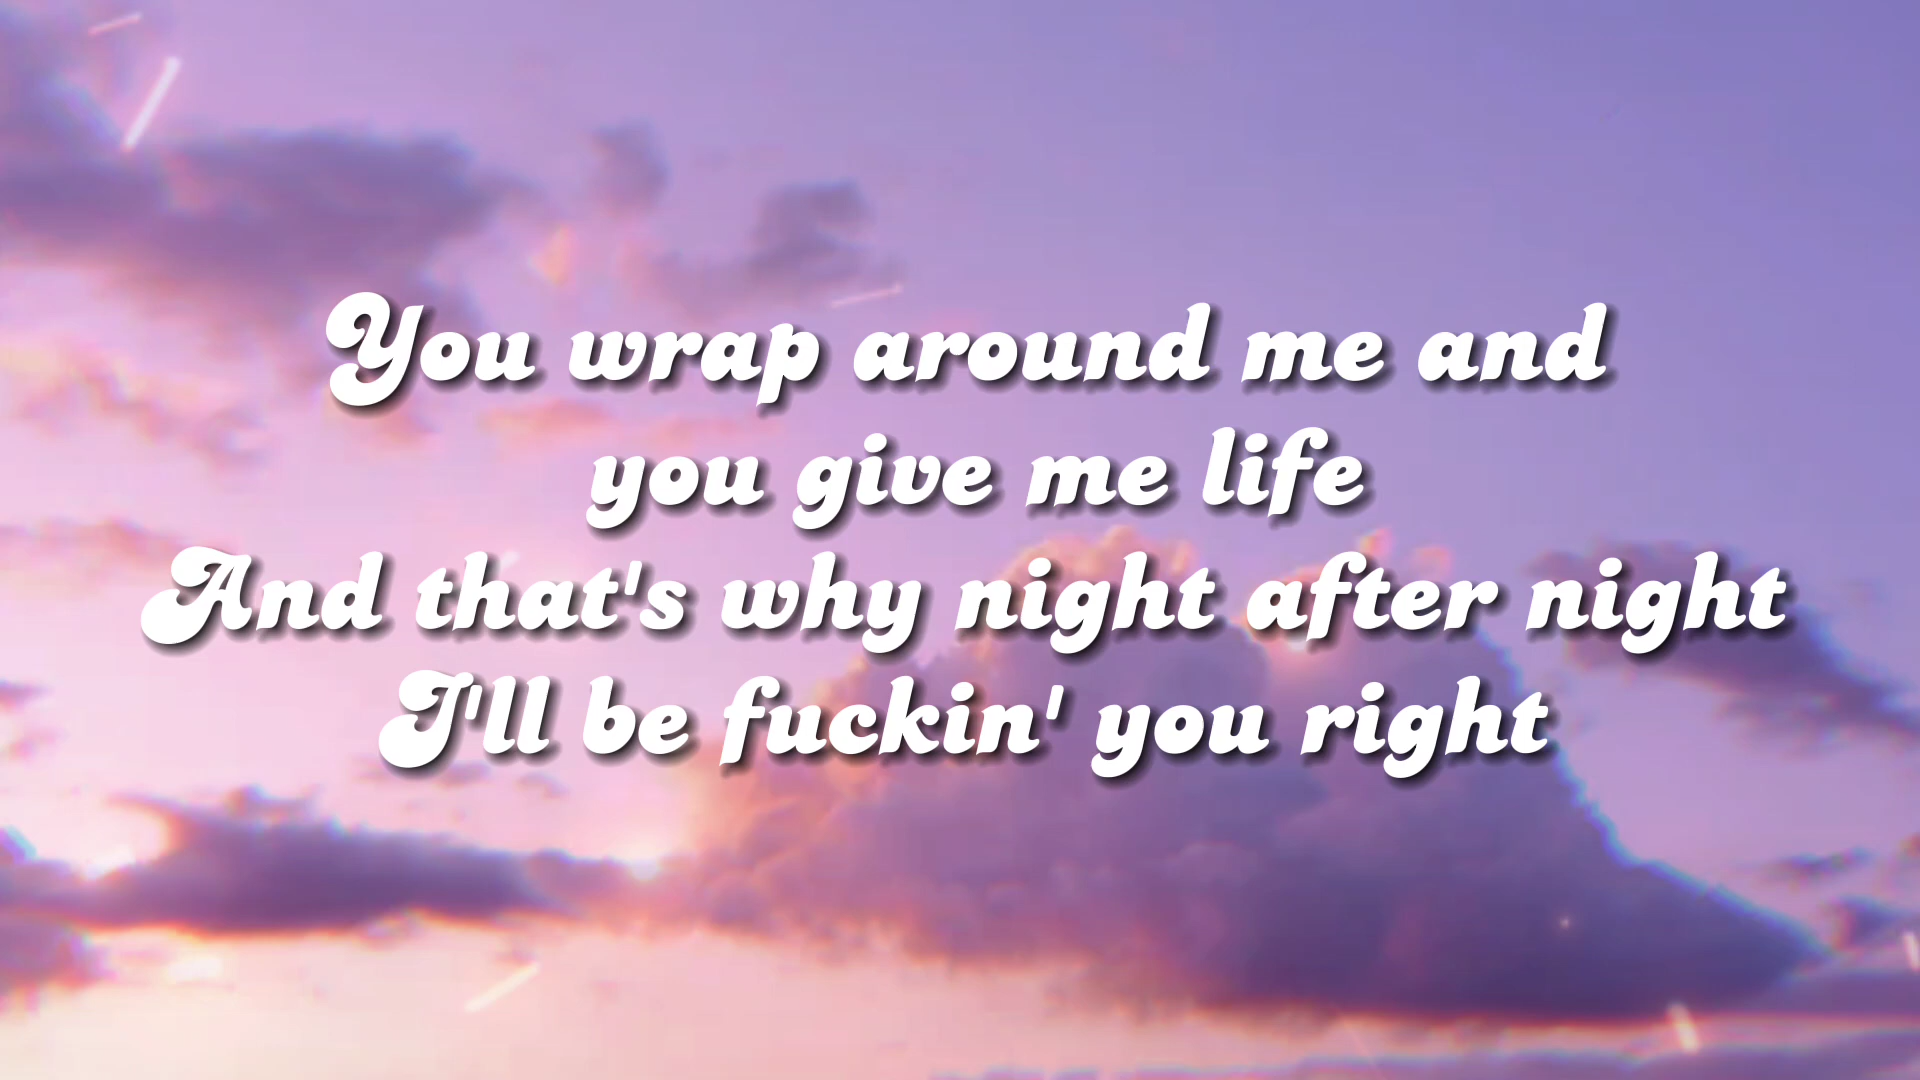 You wrap around me and
you give me life
And that's why night after night
I'll be fuckin' you right